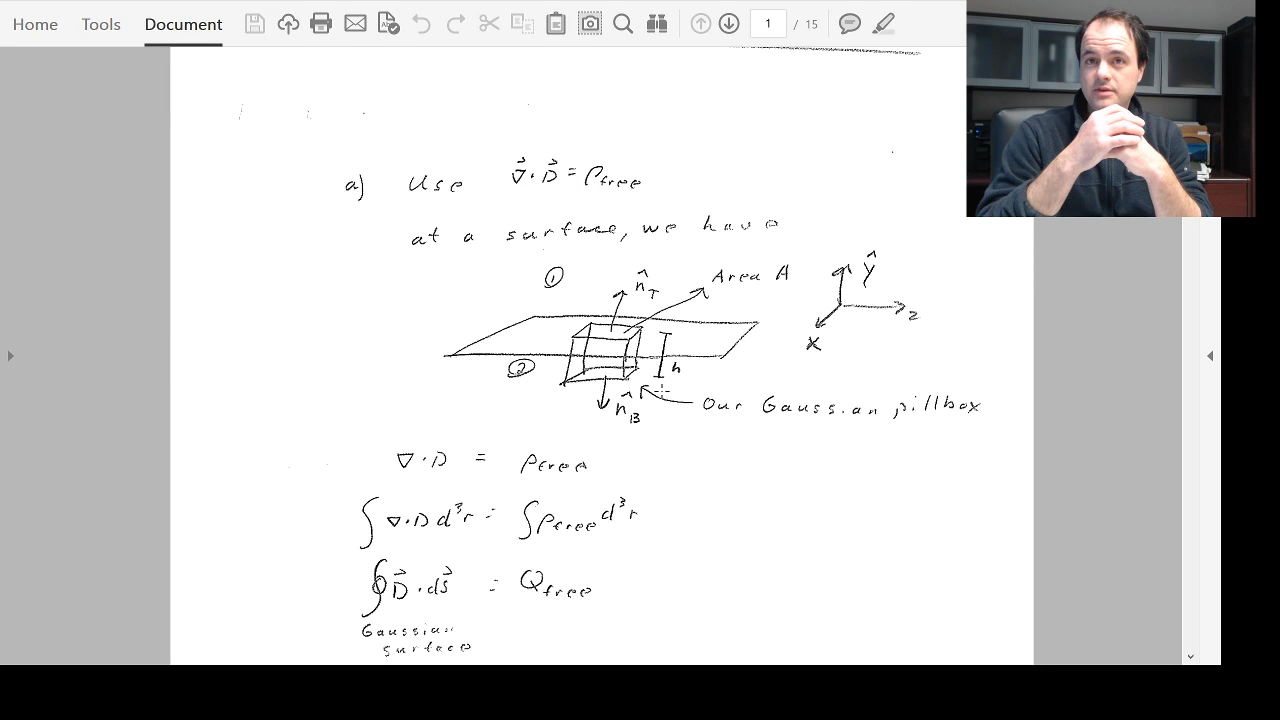 Home Tools Document 1 / 15
a) Use ∇⃗·D⃗ = ρfree
at a surface, we have
①
n̂T
Area A
ŷ
z
x
②
h
n̂B
Our Gaussian pillbox
∇·D = ρfree
∫∇·D d³r = ∫ρfree d³r
∮D⃗·ds⃗ = Qfree
Gaussian
surface